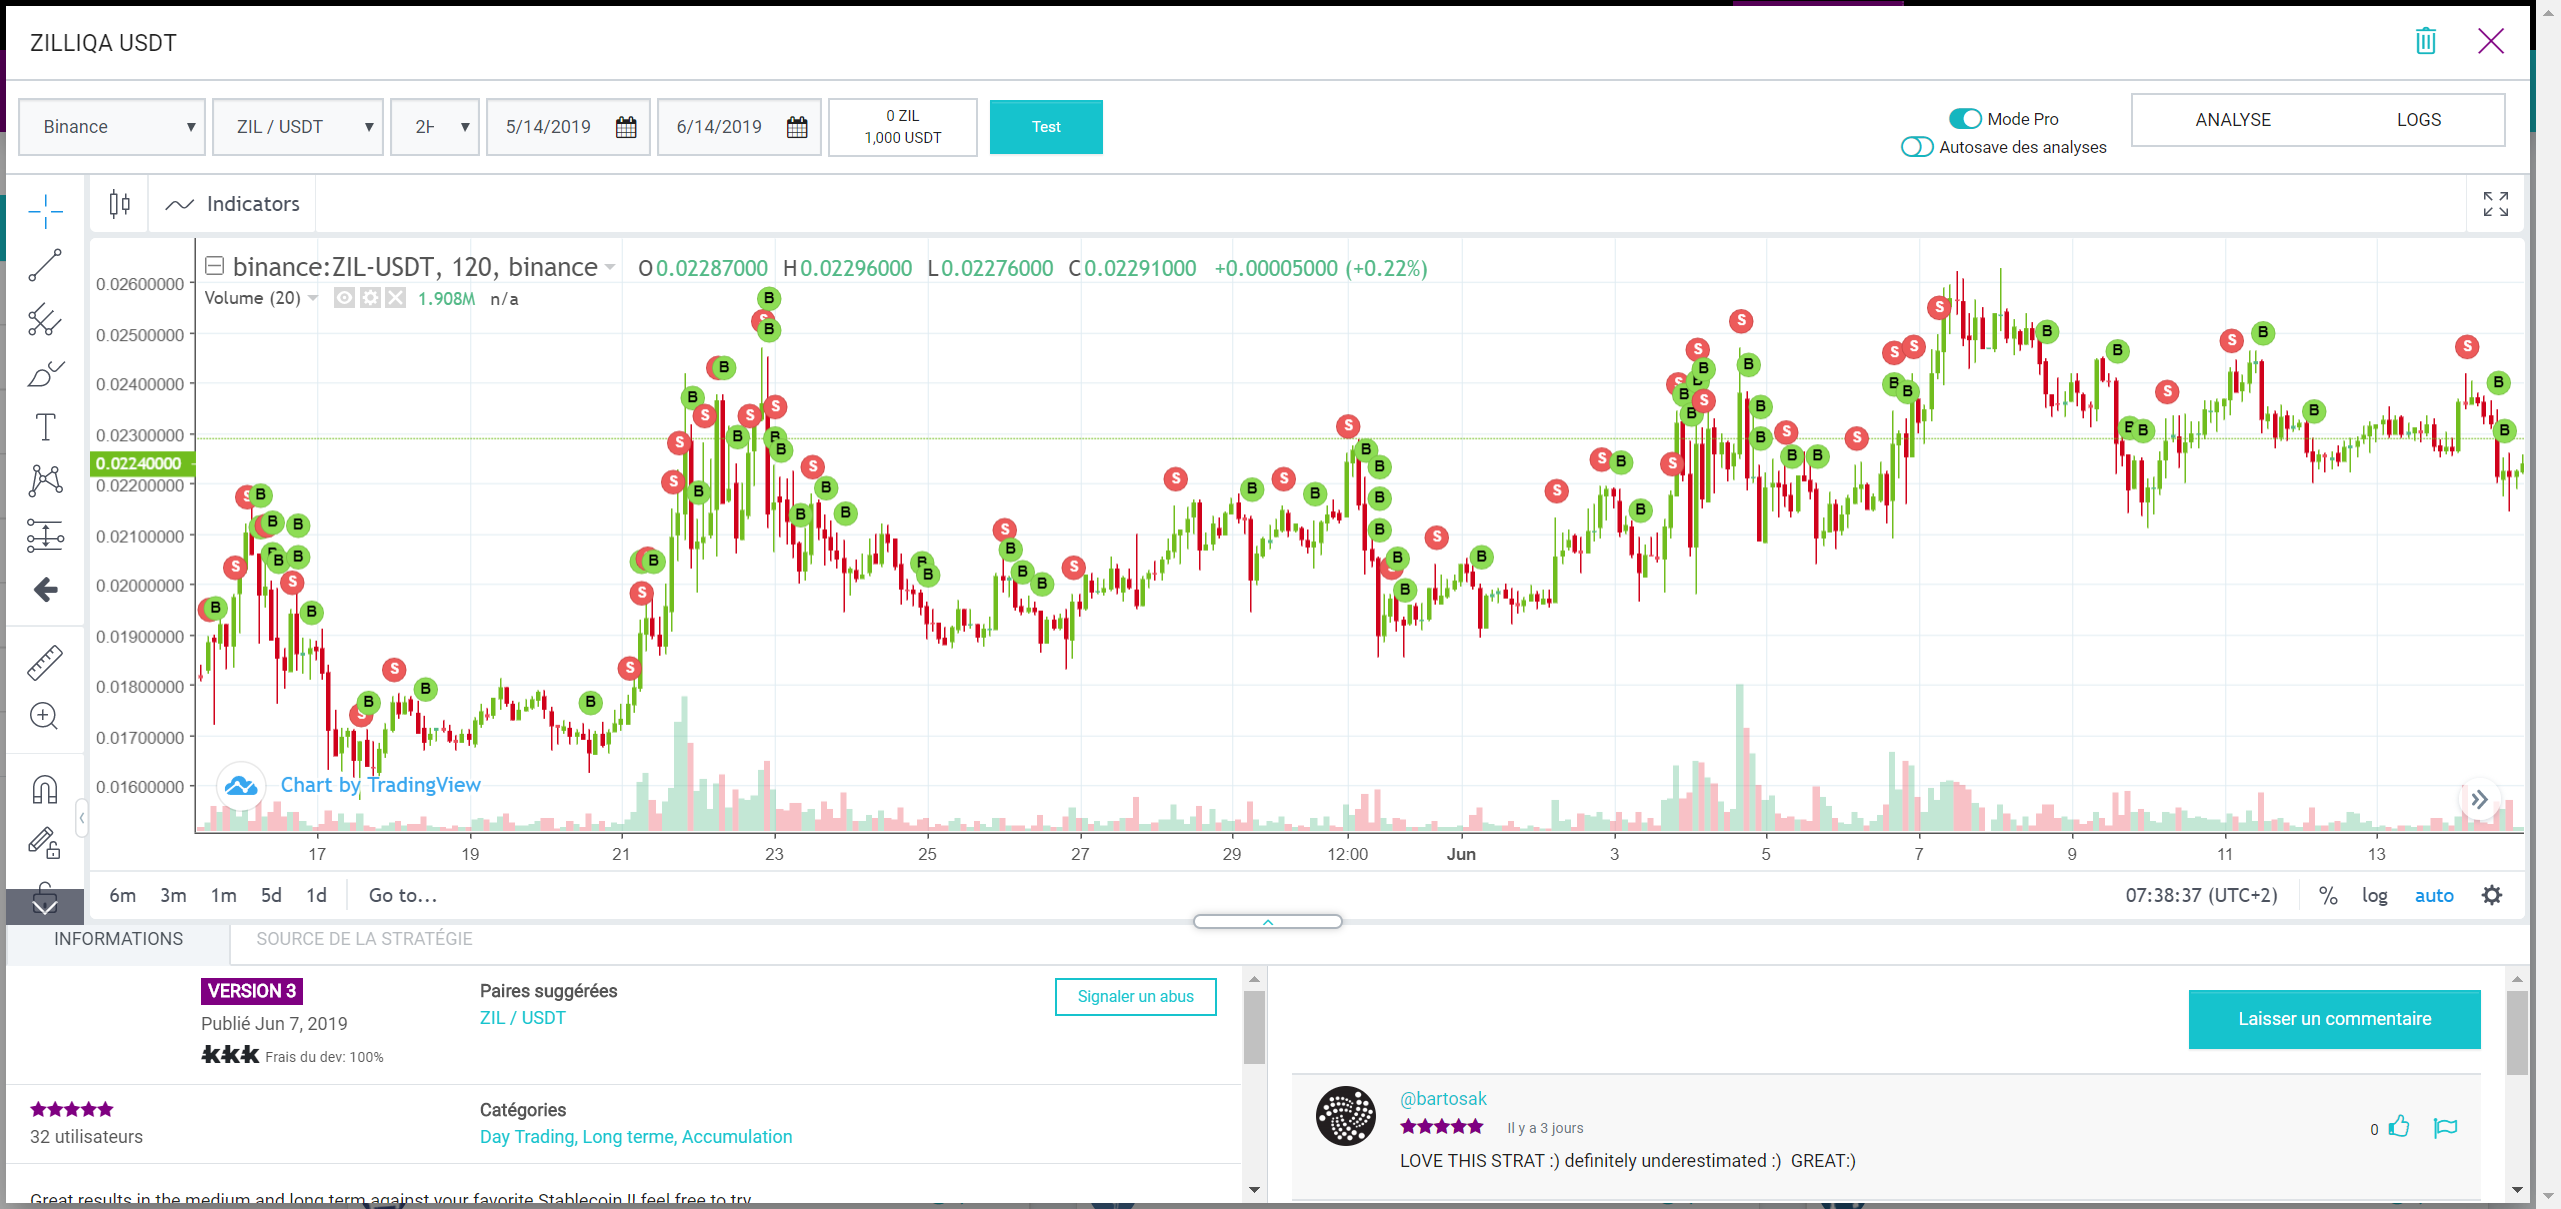 ZILLIQA USDT
Binance
ZIL / USDT
5/14/2019
6/14/2019
0 ZIL
1,000 USDT
Test
Mode Pro
Autosave des analyses
ANALYSE
LOGS
Indicators
binance:ZIL-USDT, 120, binance
O 0.02287000 H 0.02296000 L 0.02276000 C 0.02291000 +0.00005000 (+0.22%)
Volume (20) 1.908M n/a
0.02600000
0.02500000
0.02400000
0.02300000
0.02240000
0.02200000
0.02100000
0.02000000
0.01900000
0.01800000
0.01700000
0.01600000
Chart by TradingView
17 19 21 23 25 27 29 12:00 Jun 3 5 7 9 11 13
6m 3m 1m 5d 1d Go to...
07:38:37 (UTC+2) % log auto
INFORMATIONS
SOURCE DE LA STRATÉGIE
VERSION 3
Publié Jun 7, 2019
Frais du dev: 100%
Paires suggérées
ZIL / USDT
Signaler un abus
32 utilisateurs
Catégories
Day Trading, Long terme, Accumulation
Great results in the medium and long term against your favorite Stablecoin !! feel free to try
Laisser un commentaire
@bartosak
Il y a 3 jours
0
LOVE THIS STRAT :) definitely underestimated :) GREAT:)